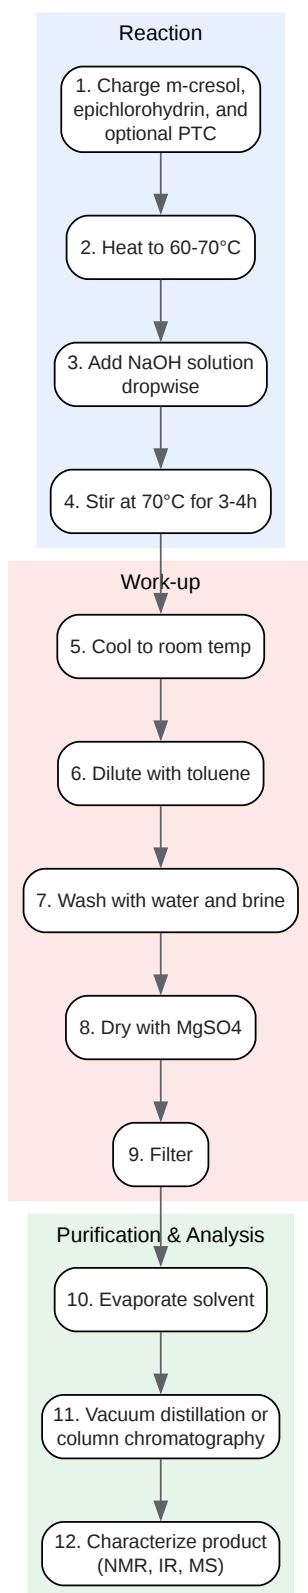 Reaction
1. Charge m-cresol,
epichlorohydrin, and
optional PTC
2. Heat to 60-70°C
3. Add NaOH solution
dropwise
4. Stir at 70°C for 3-4h
Work-up
5. Cool to room temp
6. Dilute with toluene
7. Wash with water and brine
8. Dry with MgSO4
9. Filter
Purification & Analysis
10. Evaporate solvent
11. Vacuum distillation or
column chromatography
12. Characterize product
(NMR, IR, MS)